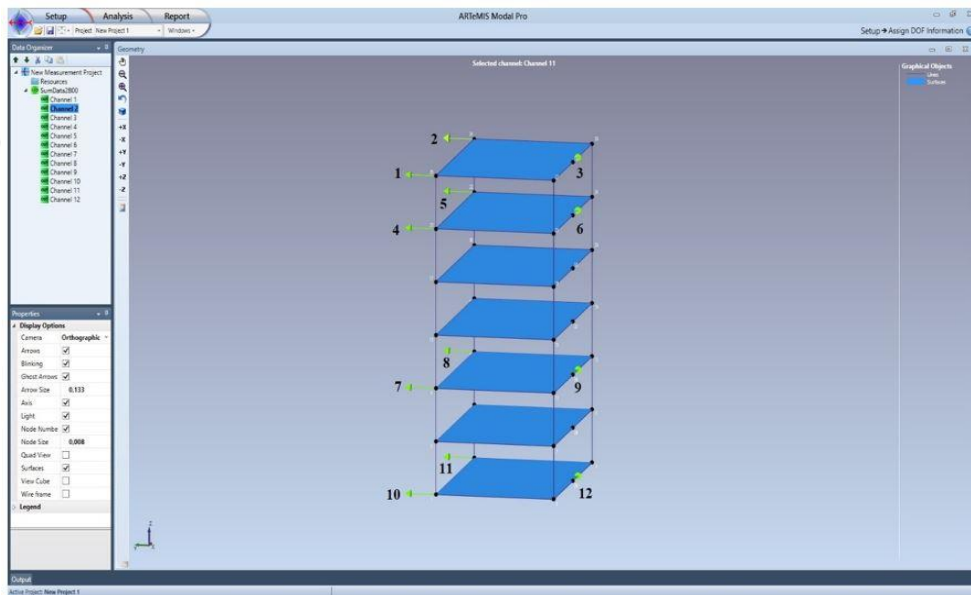 Setup Analysis Report
ARTeMIS Modal Pro
Project: New Project 1
Windows
Setup → Assign DOF Information
Data Organizer
Geometry
New Measurement Project
Resources
SumData2800
Channel 1
Channel 2
Channel 3
Channel 4
Channel 5
Channel 6
Channel 7
Channel 8
Channel 9
Channel 10
Channel 11
Channel 12
+X
-X
+Y
-Y
+Z
-Z
Selected channel: Channel 11
Graphical Objects
Lines
Surfaces
2
1
3
5
4
6
8
7
9
11
10
12
Z
Properties
Display Options
Camera Orthographic
Arrows
Blinking
Ghost Arrows
Arrow Size 0,133
Axis
Light
Node Numbe
Node Size 0,008
Quad View
Surfaces
View Cube
Wire frame
Legend
Output
Active Project: New Project 1